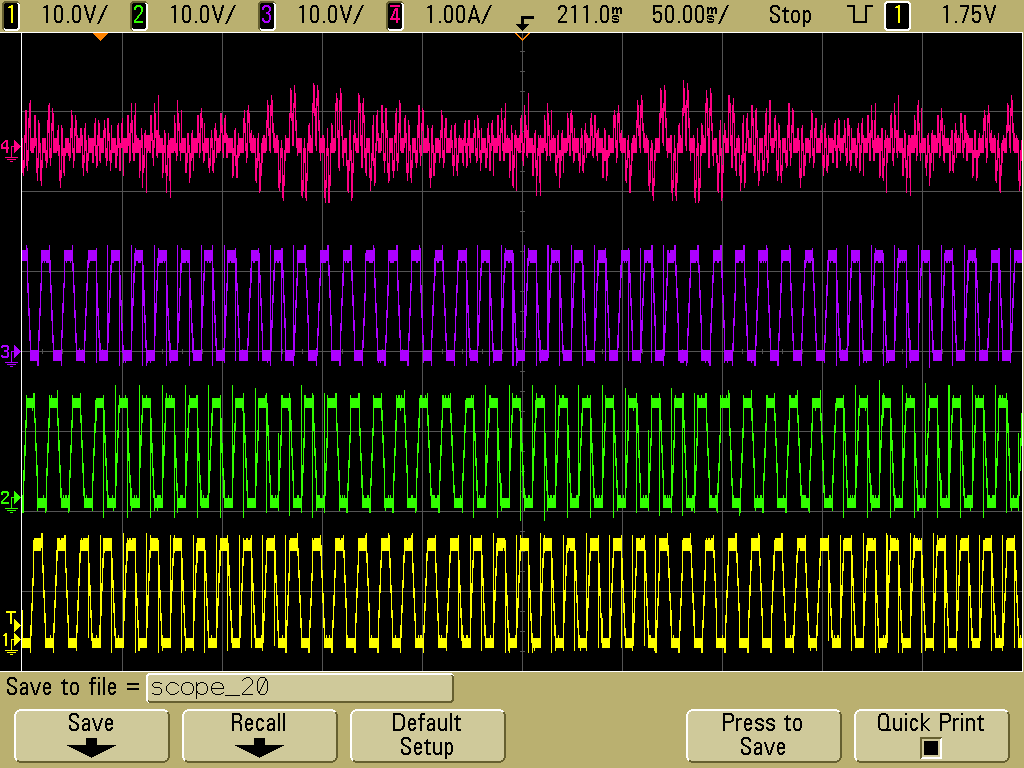 1 10.0V/ 2 10.0V/ 3 10.0V/ 4 1.00A/ 211.0ms 50.00ms/ Stop 1 1.75V
4
3
2
T
1
Save to file = scope_20
Save Recall Default Setup Press to Save Quick Print